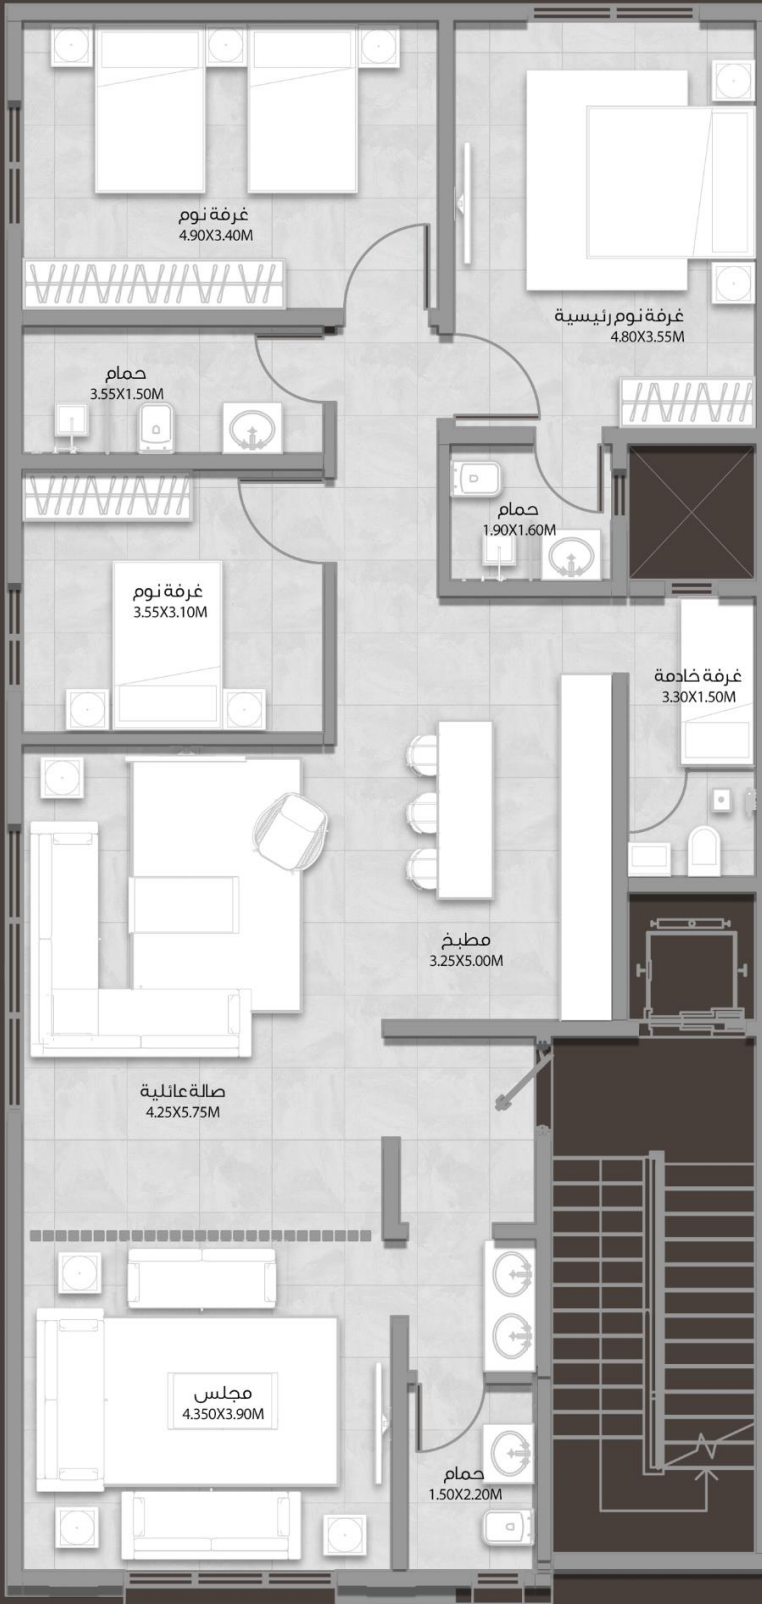 غرفة نوم
4.90X3.40M
غرفة نوم رئيسية
4.80X3.55M
حمام
3.55X1.50M
حمام
1.90X1.60M
غرفة نوم
3.55X3.10M
غرفة خادمة
3.30X1.50M
مطبخ
3.25X5.00M
صالة عائلية
4.25X5.75M
مجلس
4.350X3.90M
حمام
1.50X2.20M